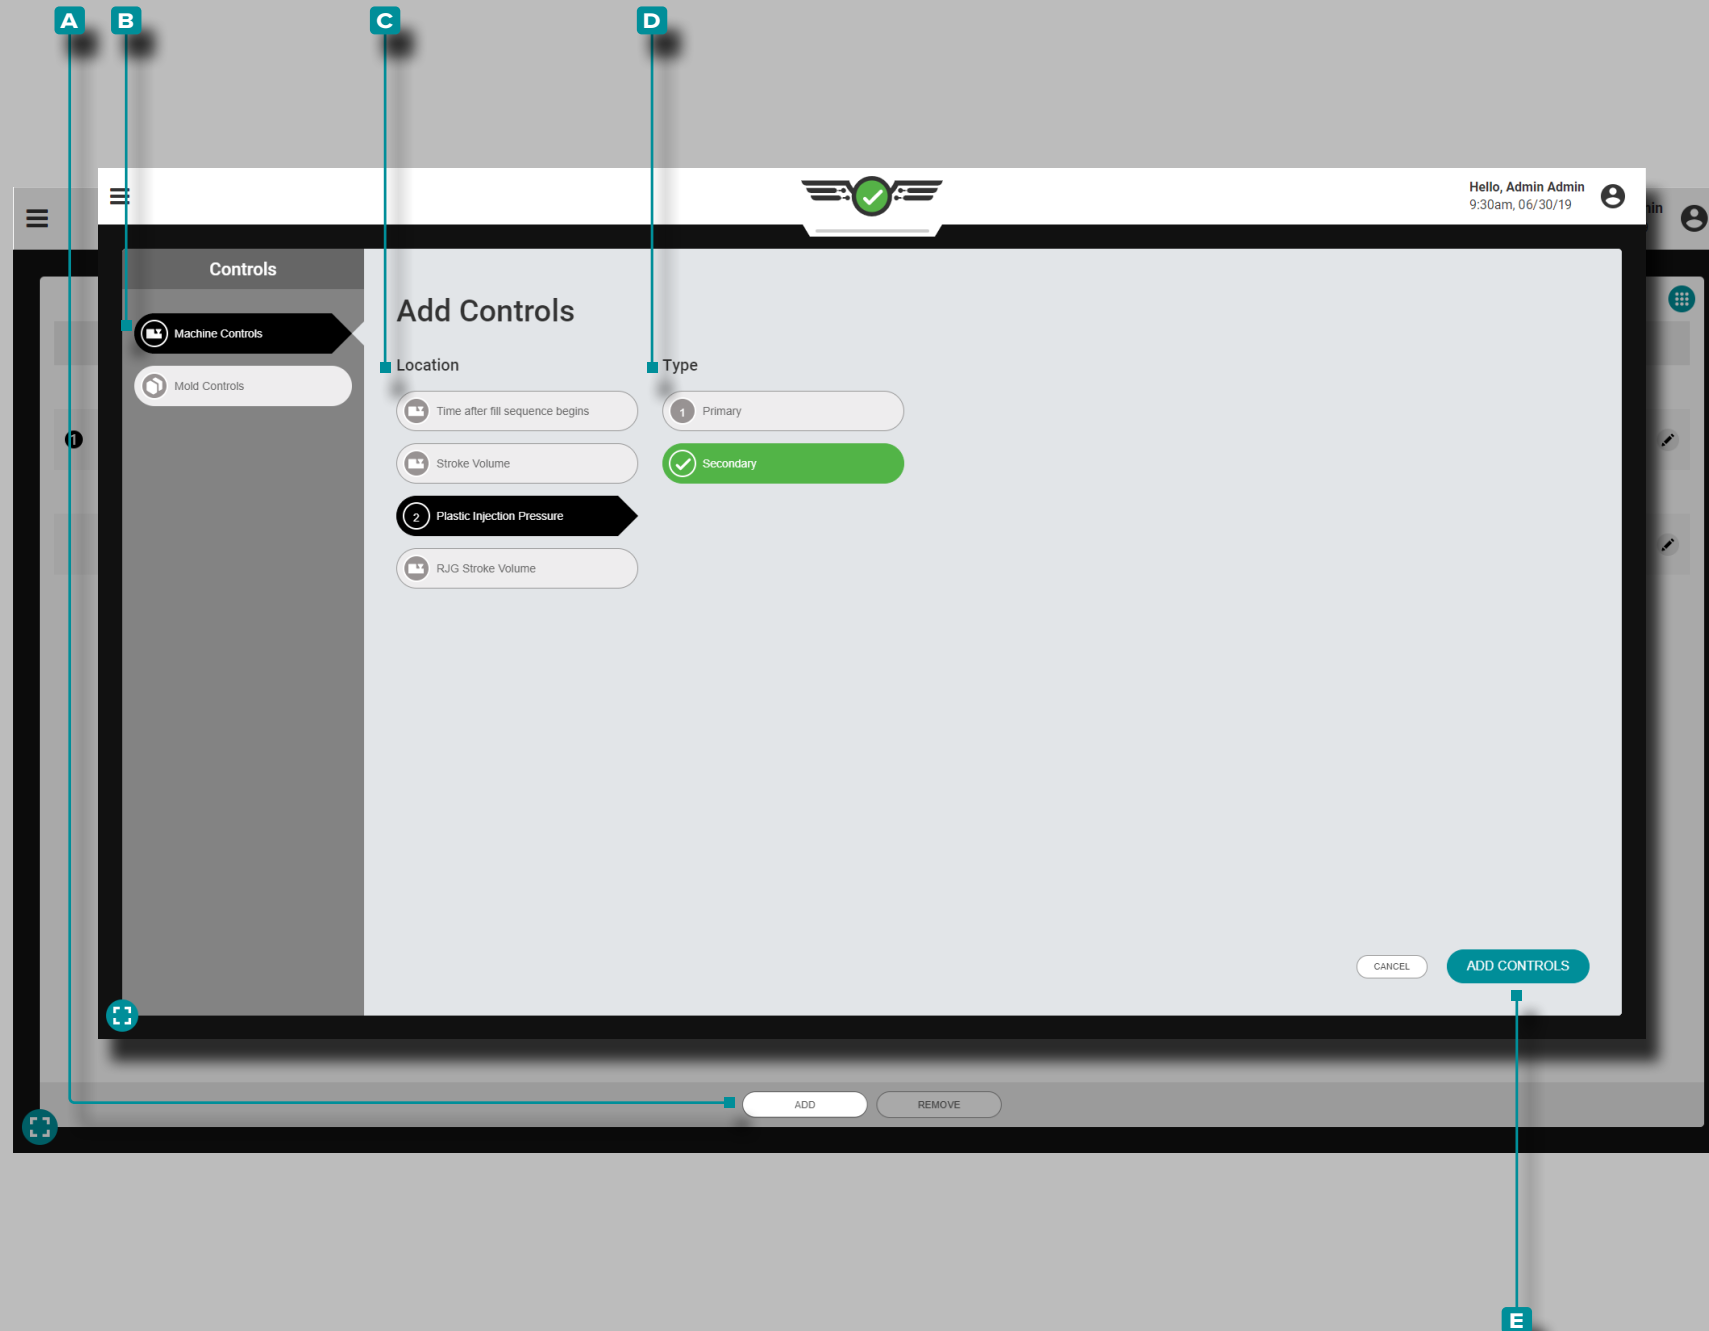 A B C D
Hello, Admin Admin
9:30am, 06/30/19
in
Controls
Machine Controls
Mold Controls
Add Controls
Location
Time after fill sequence begins
Stroke Volume
2 Plastic Injection Pressure
RJG Stroke Volume
Type
1 Primary
Secondary
1
CANCEL
ADD CONTROLS
ADD
REMOVE
E